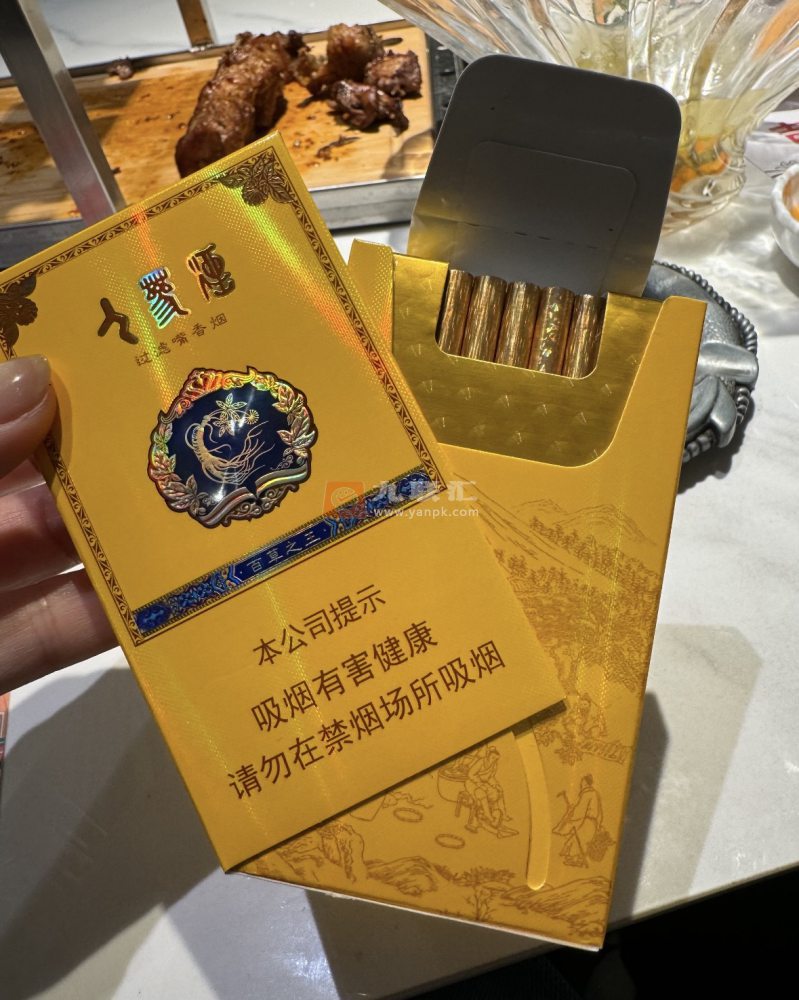 人參烟
过滤嘴香烟
百草之王
本公司提示
吸烟有害健康
请勿在禁烟场所吸烟
www.yanpk.com